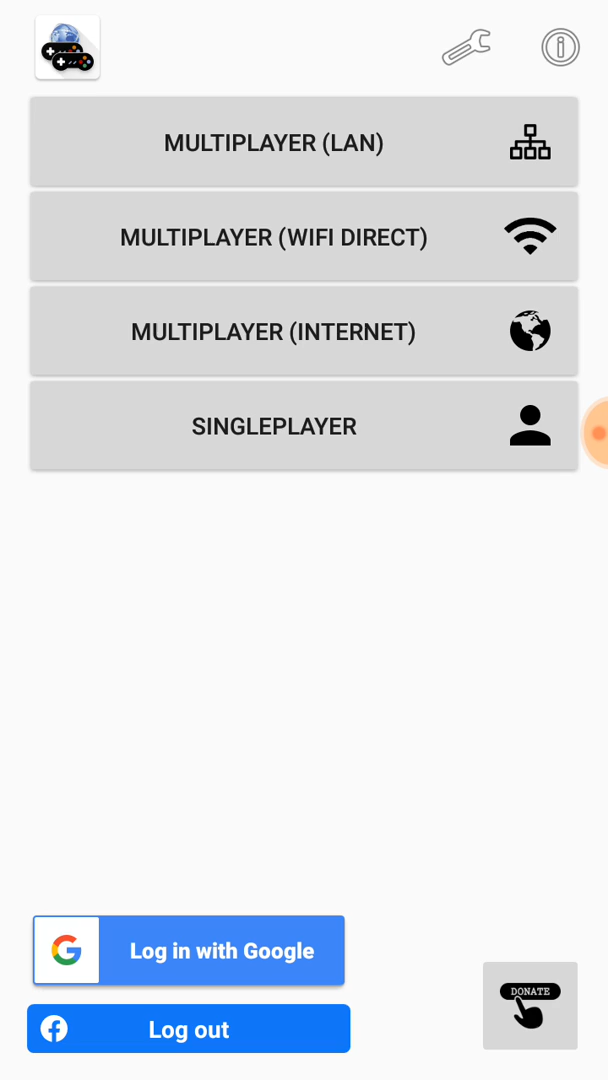 MULTIPLAYER (LAN)
MULTIPLAYER (WIFI DIRECT)
MULTIPLAYER (INTERNET)
SINGLEPLAYER
Log in with Google
DONATE
Log out